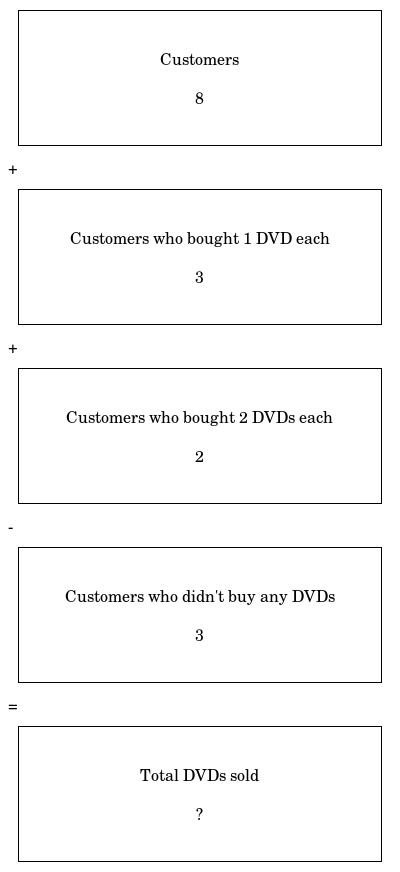 Customers
8
+
Customers who bought 1 DVD each
3
+
Customers who bought 2 DVDs each
2
-
Customers who didn't buy any DVDs
3
=
Total DVDs sold
?